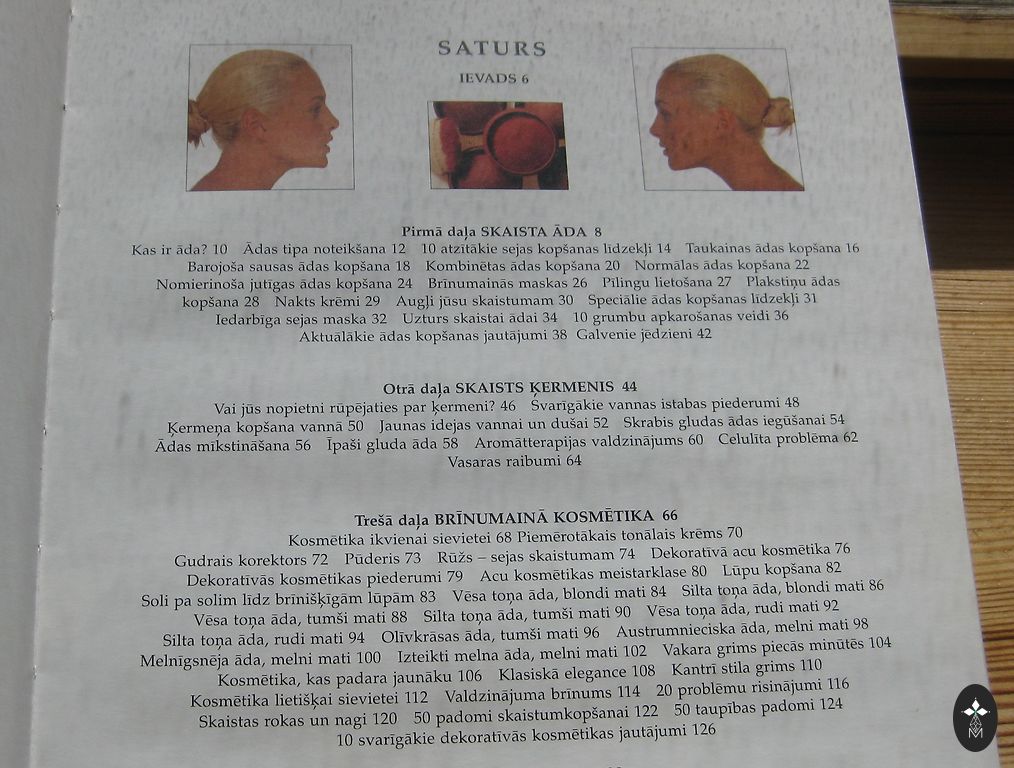 SATURS
IEVADS 6
Pirmā daļa SKAISTA ĀDA 8
Kas ir āda? 10 Ādas tipa noteikšana 12 10 atzītākie sejas kopšanas līdzekļi 14 Taukainas ādas kopšana 16
Barojoša sausas ādas kopšana 18 Kombinētas ādas kopšana 20 Normālas ādas kopšana 22
Nomierinoša jutīgas ādas kopšana 24 Brīnumainās maskas 26 Pīlingu lietošana 27 Plakstiņu ādas
kopšana 28 Nakts krēmi 29 Augļi jūsu skaistumam 30 Speciālie ādas kopšanas līdzekļi 31
Iedarbīga sejas maska 32 Uzturs skaistai ādai 34 10 grumbu apkarošanas veidi 36
Aktuālākie ādas kopšanas jautājumi 38 Galvenie jēdzieni 42
Otrā daļa SKAISTS ĶERMENIS 44
Vai jūs nopietni rūpējaties par ķermeni? 46 Svarīgākie vannas istabas piederumi 48
Ķermeņa kopšana vannā 50 Jaunas idejas vannai un dušai 52 Skrabis gludas ādas iegūšanai 54
Ādas mīkstināšana 56 Īpaši gluda āda 58 Aromātterapijas valdzinājums 60 Celulīta problēma 62
Vasaras raibumi 64
Trešā daļa BRĪNUMAINĀ KOSMĒTIKA 66
Kosmētika ikvienai sievietei 68 Piemērotākais tonālais krēms 70
Gudrais korektors 72 Pūderis 73 Rūžs – sejas skaistumam 74 Dekoratīvā acu kosmētika 76
Dekoratīvās kosmētikas piederumi 79 Acu kosmētikas meistarklase 80 Lūpu kopšana 82
Soli pa solim līdz brīnišķīgām lūpām 83 Vēsa toņa āda, blondi mati 84 Silta toņa āda, blondi mati 86
Vēsa toņa āda, tumši mati 88 Silta toņa āda, tumši mati 90 Vēsa toņa āda, rudi mati 92
Silta toņa āda, rudi mati 94 Olīvkrāsas āda, tumši mati 96 Austrumnieciska āda, melni mati 98
Melnīgsnēja āda, melni mati 100 Izteikti melna āda, melni mati 102 Vakara grims piecās minūtēs 104
Kosmētika, kas padara jaunāku 106 Klasiskā elegance 108 Kantrī stila grims 110
Kosmētika lietišķai sievietei 112 Valdzinājuma brīnums 114 20 problēmu risinājumi 116
Skaistas rokas un nagi 120 50 padomi skaistumkopšanai 122 50 taupības padomi 124
10 svarīgākie dekoratīvās kosmētikas jautājumi 126
M